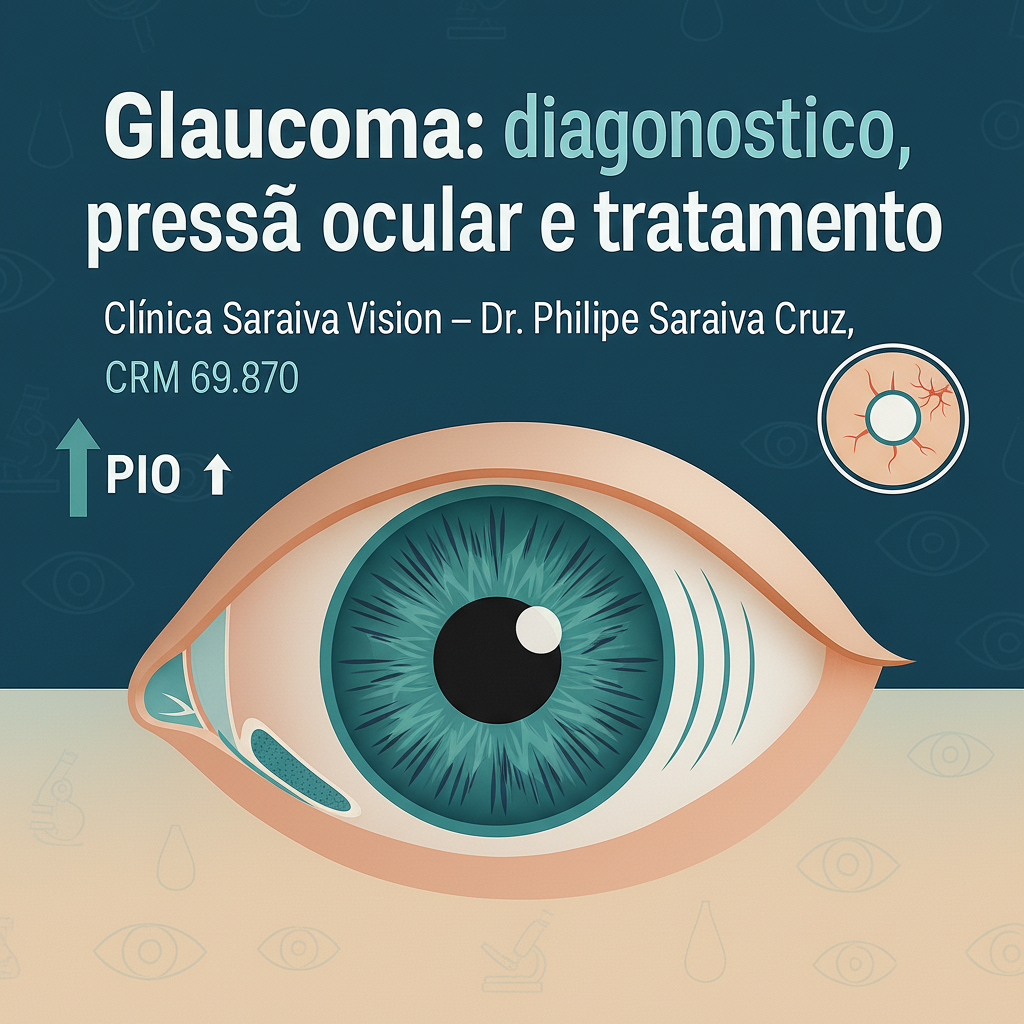 Glaucoma: diagonostico,
pressã ocular e tratamento
Clínica Saraiva Vision – Dr. Philipe Saraiva Cruz,
CRM 69.870
PIO